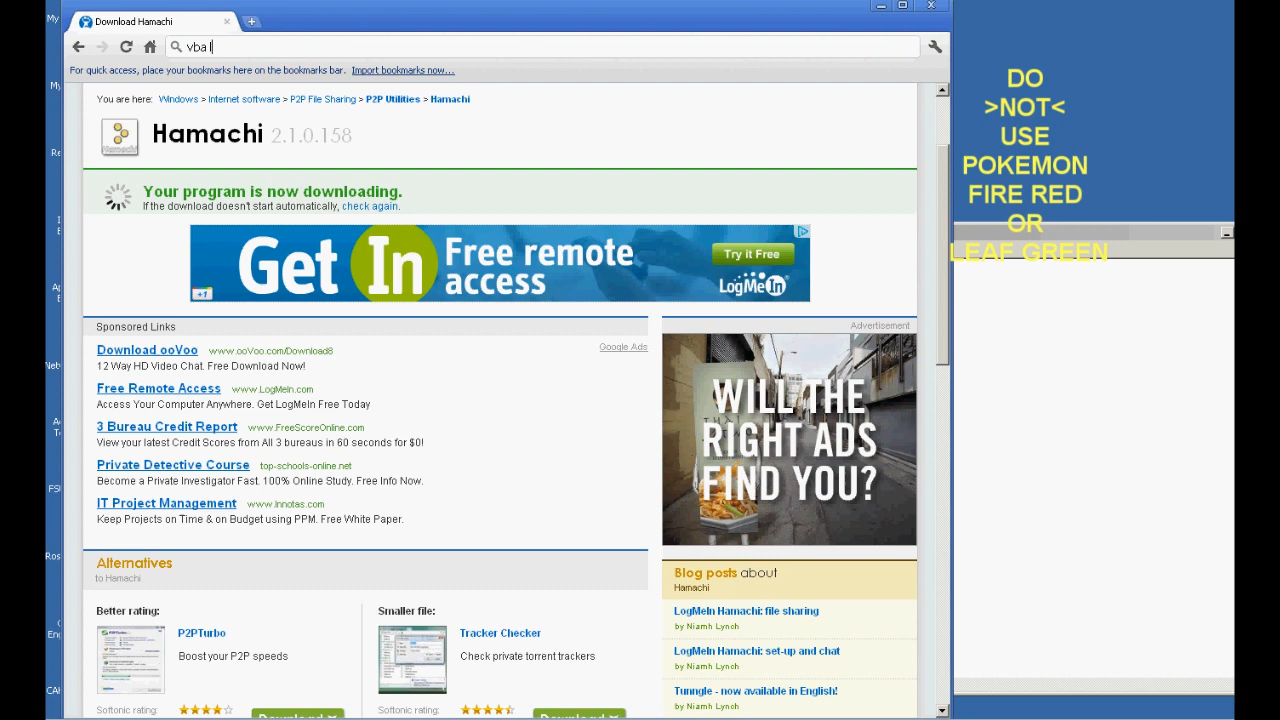 Download Hamachi
vba l
For quick access, place your bookmarks here on the bookmarks bar. Import bookmarks now...
You are here: Windows > Internet software > P2P File Sharing > P2P Utilities > Hamachi
Hamachi 2.1.0.158
Your program is now downloading.
If the download doesn't start automatically, check again.
Get In Free remote access
Try it Free
LogMeIn
+1
Sponsored Links
Google Ads
Download ooVoo www.ooVoo.com/Download8
12 Way HD Video Chat. Free Download Now!
Free Remote Access www.LogMeIn.com
Access Your Computer Anywhere. Get LogMeIn Free Today
3 Bureau Credit Report www.FreeScoreOnline.com
View your latest Credit Scores from All 3 bureaus in 60 seconds for $0!
Private Detective Course top-schools-online.net
Become a Private Investigator Fast. 100% Online Study. Free Info Now.
IT Project Management www.Innotas.com
Keep Projects on Time & on Budget using PPM. Free White Paper.
Advertisement
WILL THE
RIGHT ADS
FIND YOU?
Alternatives
to Hamachi
Better rating:
P2PTurbo
Boost your P2P speeds
Softonic rating:
Download
Smaller file:
Tracker Checker
Check private torrent trackers
Softonic rating:
Download
Blog posts about
Hamachi
LogMeIn Hamachi: file sharing
by Niamh Lynch
LogMeIn Hamachi: set-up and chat
by Niamh Lynch
Tunngle - now available in English!
by Niamh Lynch
DO
>NOT<
USE
POKEMON
FIRE RED
OR
LEAF GREEN